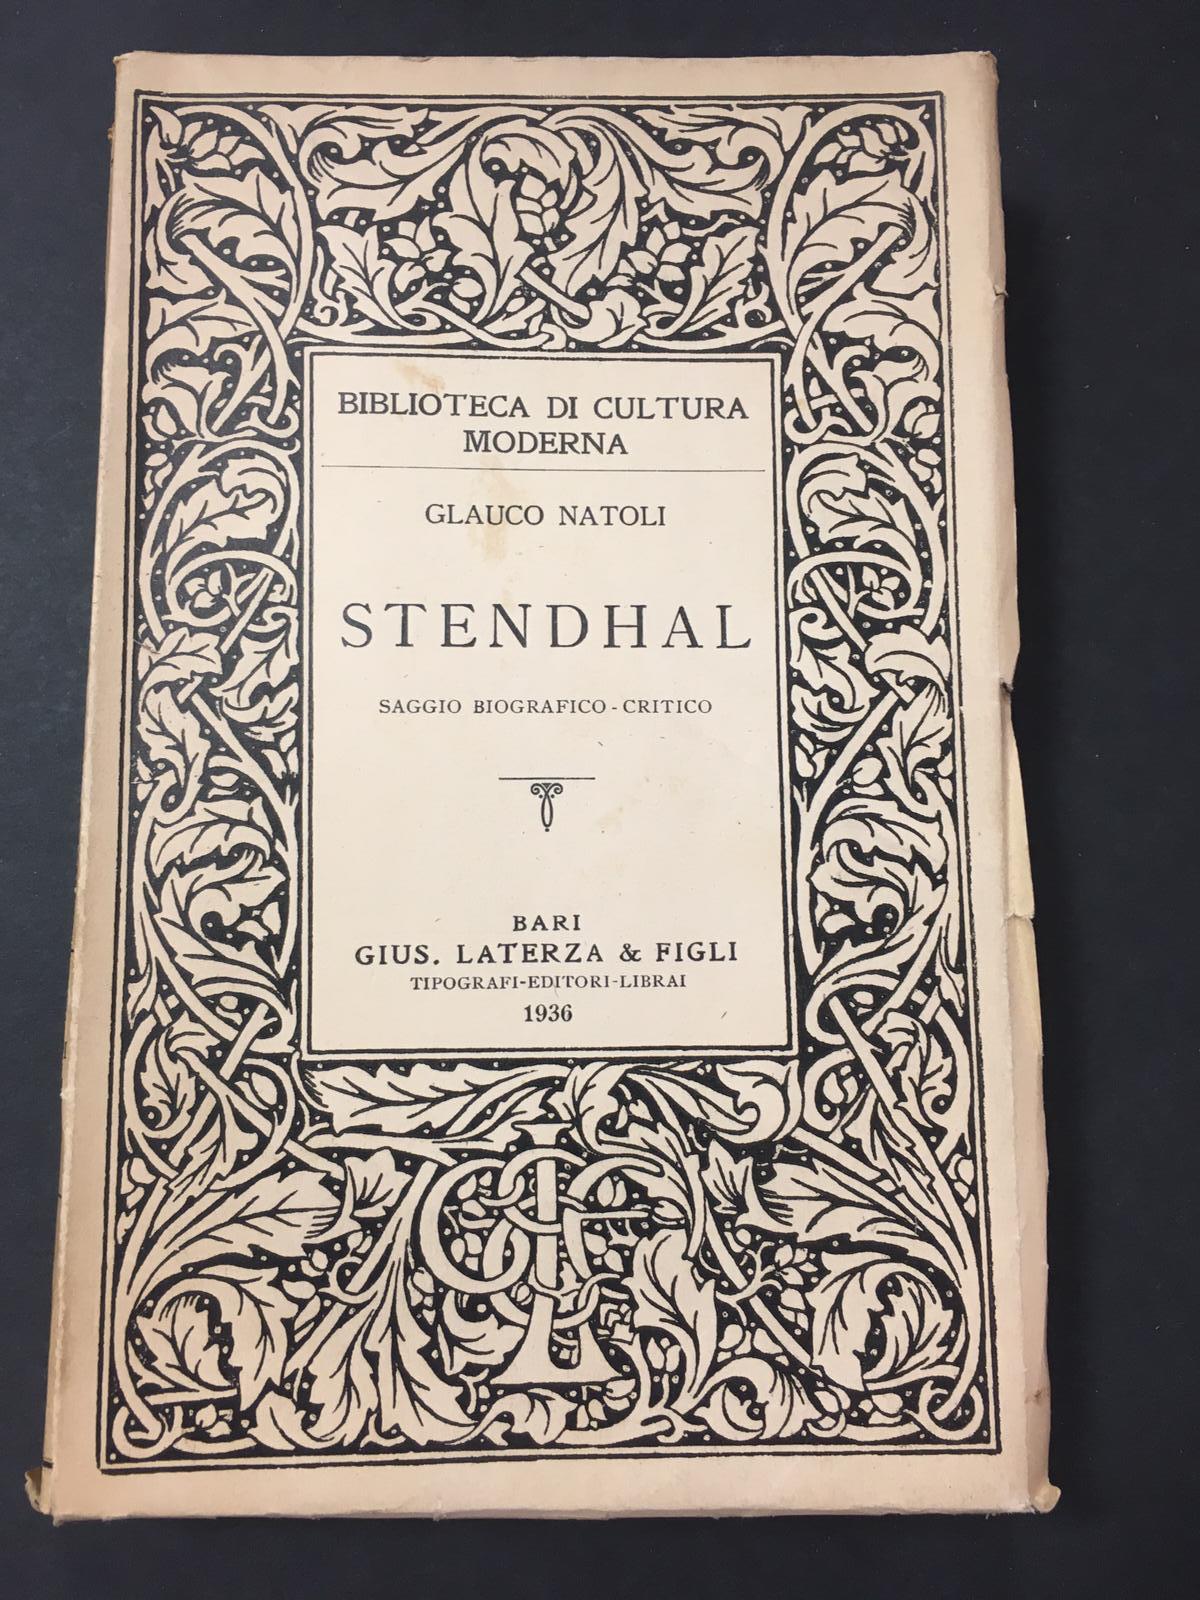 BIBLIOTECA DI CULTURA
MODERNA
GLAUCO NATOLI
STENDHAL
SAGGIO BIOGRAFICO - CRITICO
BARI
GIUS. LATERZA & FIGLI
TIPOGRAFI-EDITORI-LIBRAI
1936